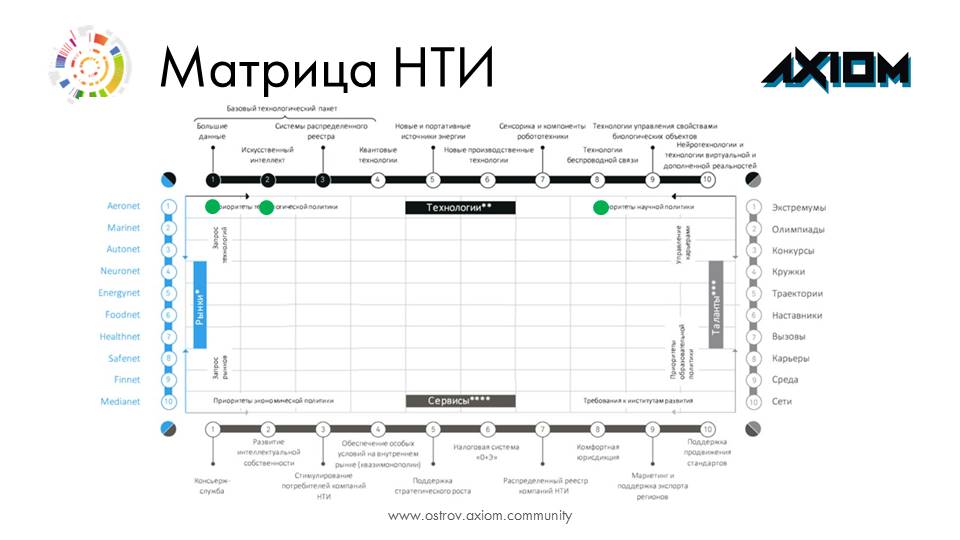 Матрица НТИ
AXIOM
Базовый технологический пакет
Большие
данные
Искусственный
интеллект
Системы распределенного
реестра
Квантовые
технологии
Новые и портативные
источники энергии
Новые производственные
технологии
Сенсорика и компоненты
робототехники
Технологии
беспроводной связи
Технологии управления свойствами
биологических объектов
Нейротехнологии и
технологии виртуальной и
дополненной реальностей
1 2 3 4 5 6 7 8 9 10
Технологии**
приоритеты научной политики
Aeronet 1
Marinet 2
Autonet 3
Neuronet 4
Energynet 5
Foodnet 6
Healthnet 7
Safenet 8
Finnet 9
Medianet 10
Запрос
технологий
Рынки*
Запрос
рынков
Управление
карьерами
Таланты***
Приоритеты
образовательной
политики
1 Экстремумы
2 Олимпиады
3 Конкурсы
4 Кружки
5 Траектории
6 Наставники
7 Вызовы
8 Карьеры
9 Среда
10 Сети
Приоритеты экономической политики
Сервисы****
Требования к институтам развития
1 2 3 4 5 6 7 8 9 10
Консьерж-
служба
Развитие
интеллектуальной
собственности
Стимулирование
потребителей компаний
НТИ
Обеспечение особых
условий на внутреннем
рынке (квазимонополии)
Поддержка
стратегического роста
Налоговая система
«0+Э»
Распределенный реестр
компаний НТИ
Комфортная
юрисдикция
Маркетинг и
поддержка экспорта
регионов
Поддержка
продвижения
стандартов
www.ostrov.axiom.community